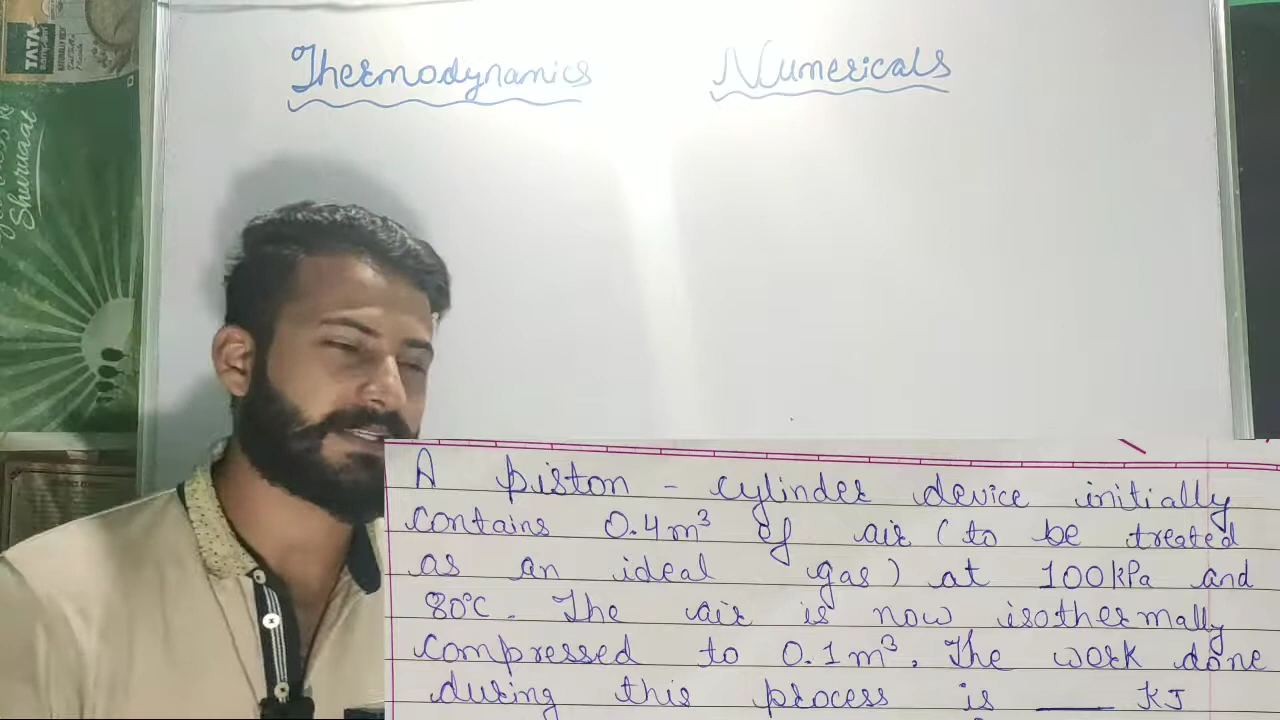 TATA
Shuruaat
Thermodynamics Numericals
A piston - cylinder device initially
contains 0.4m³ of air (to be treated
as an ideal gas) at 100kPa and
80°C. The air is now isothermally
compressed to 0.1m³. The work done
during this process is ____ KJ